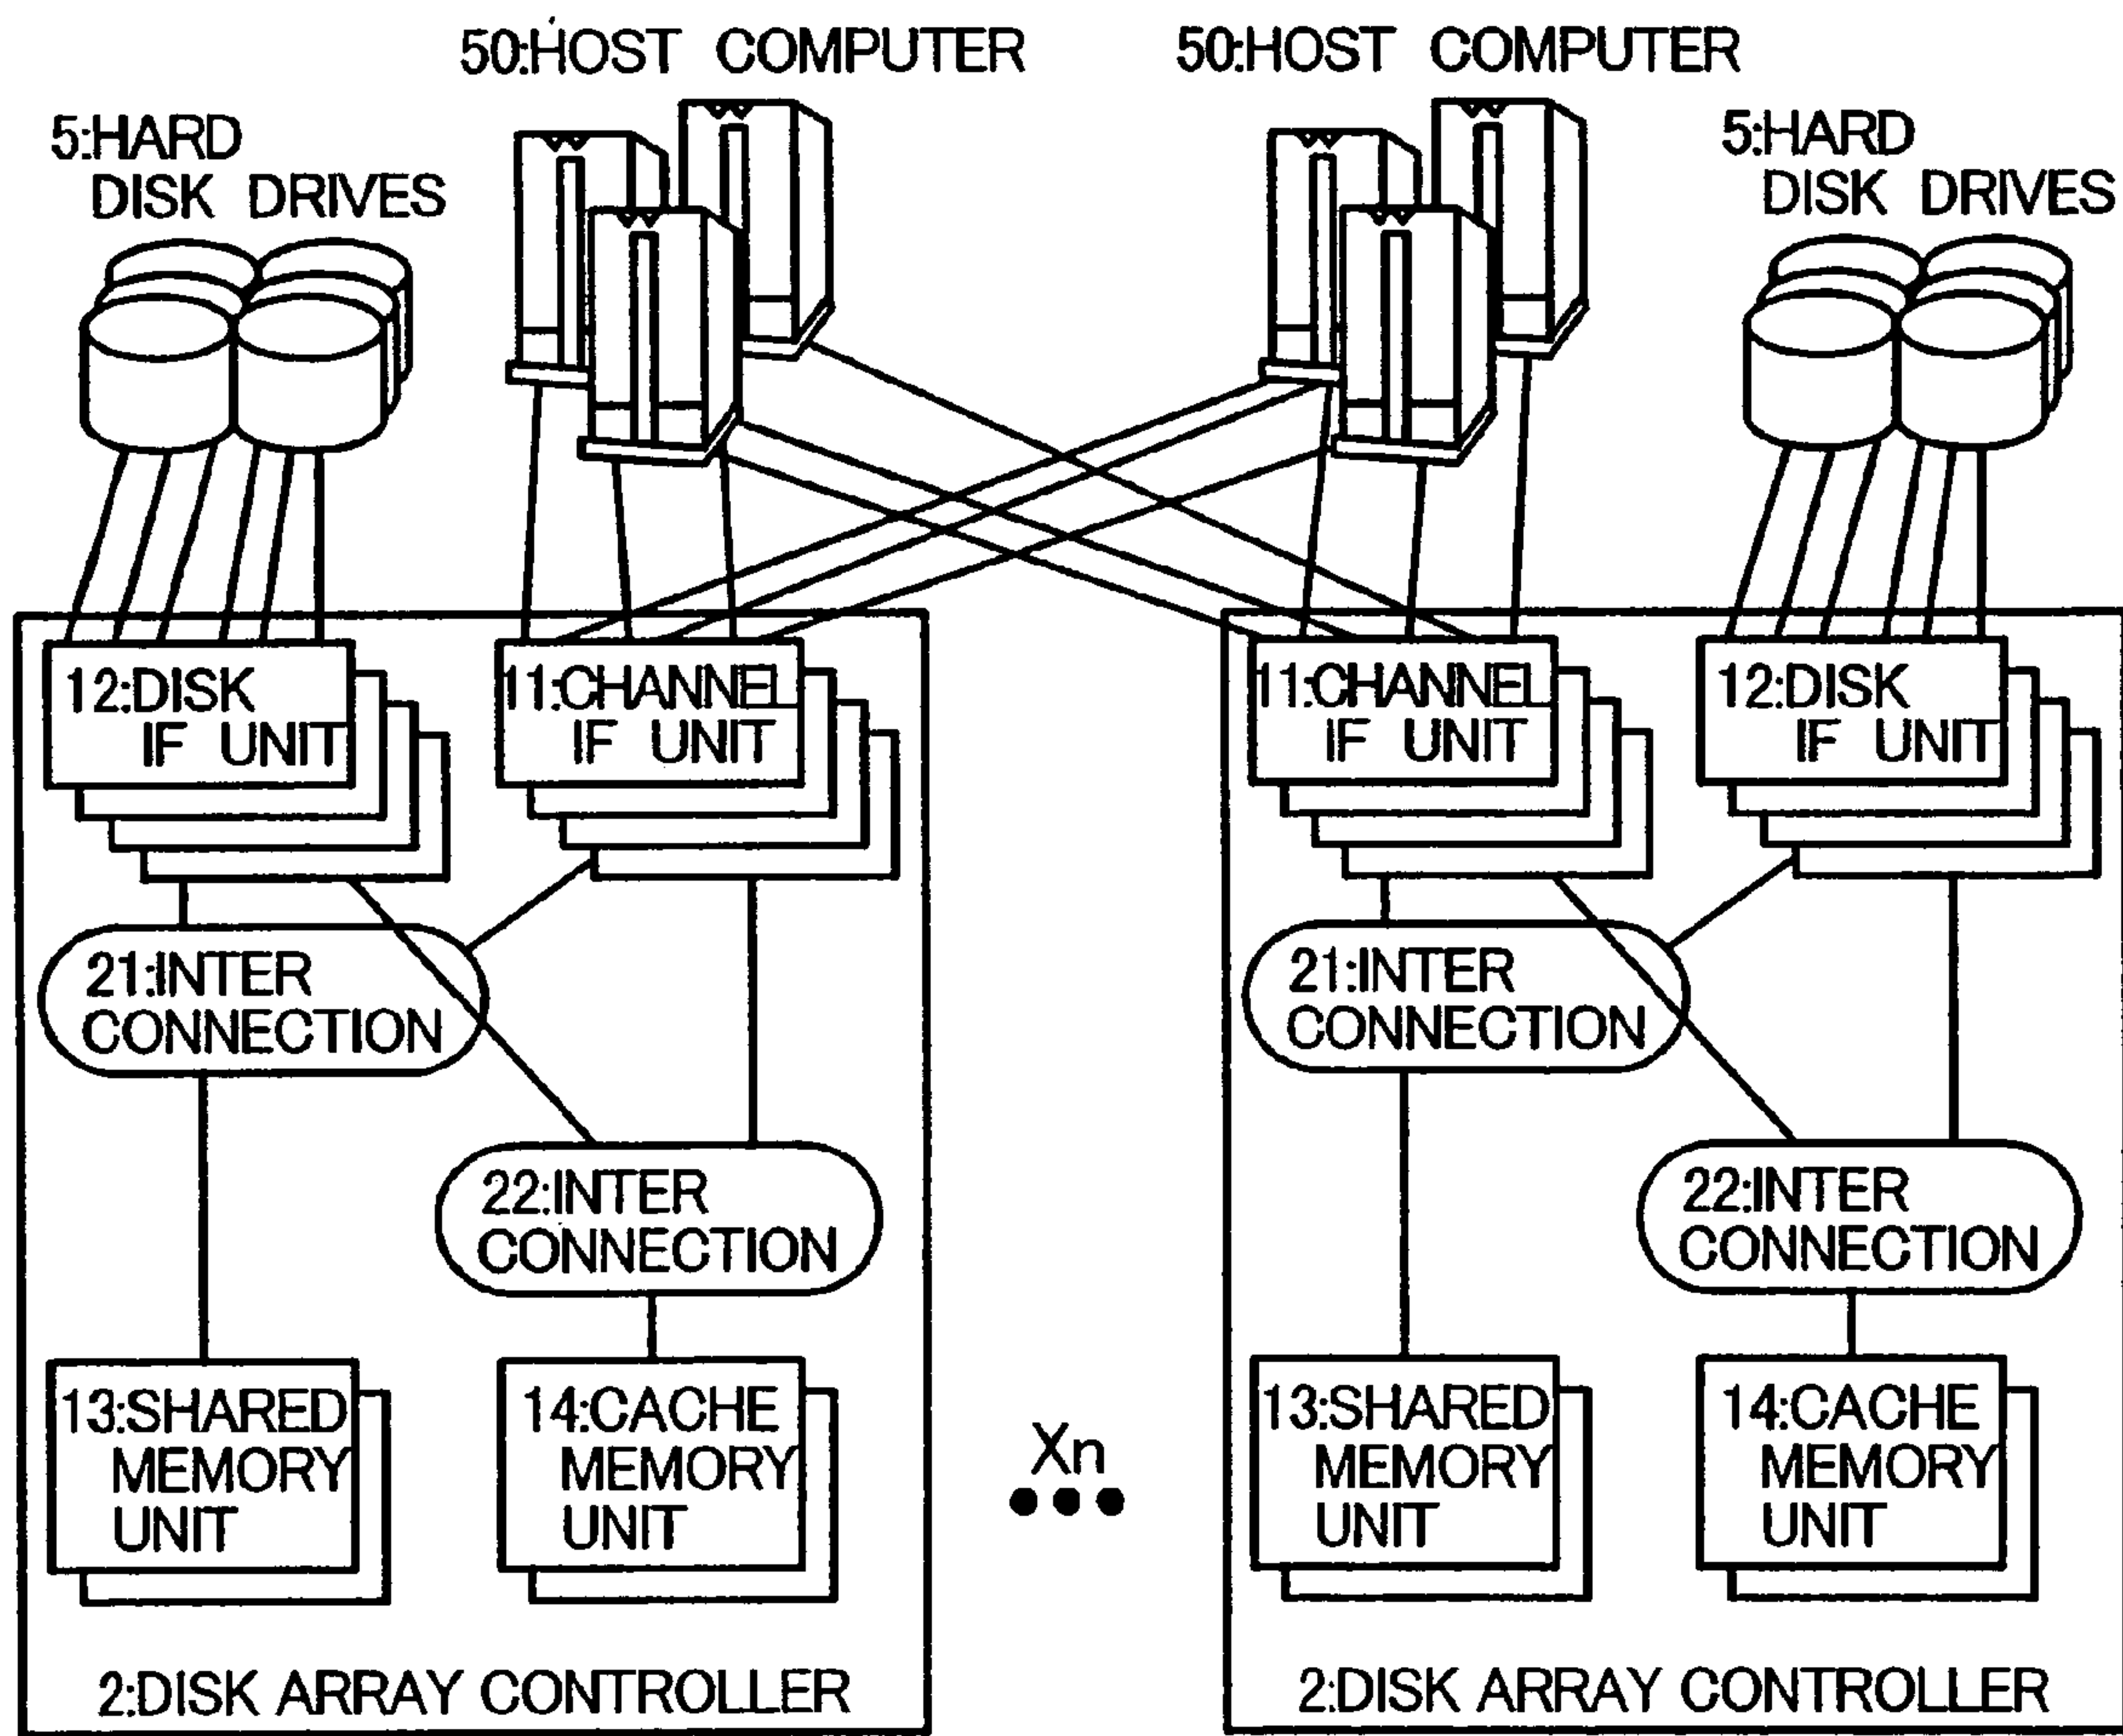 50:HOST COMPUTER
50:HOST COMPUTER
5:HARD
DISK DRIVES
5:HARD
DISK DRIVES
12:DISK
IF UNIT
11:CHANNEL
IF UNIT
11:CHANNEL
IF UNIT
12:DISK
IF UNIT
21:INTER
CONNECTION
21:INTER
CONNECTION
22:INTER
CONNECTION
22:INTER
CONNECTION
13:SHARED
MEMORY
UNIT
14:CACHE
MEMORY
UNIT
Xn
•••
13:SHARED
MEMORY
UNIT
14:CACHE
MEMORY
UNIT
2:DISK ARRAY CONTROLLER
2:DISK ARRAY CONTROLLER